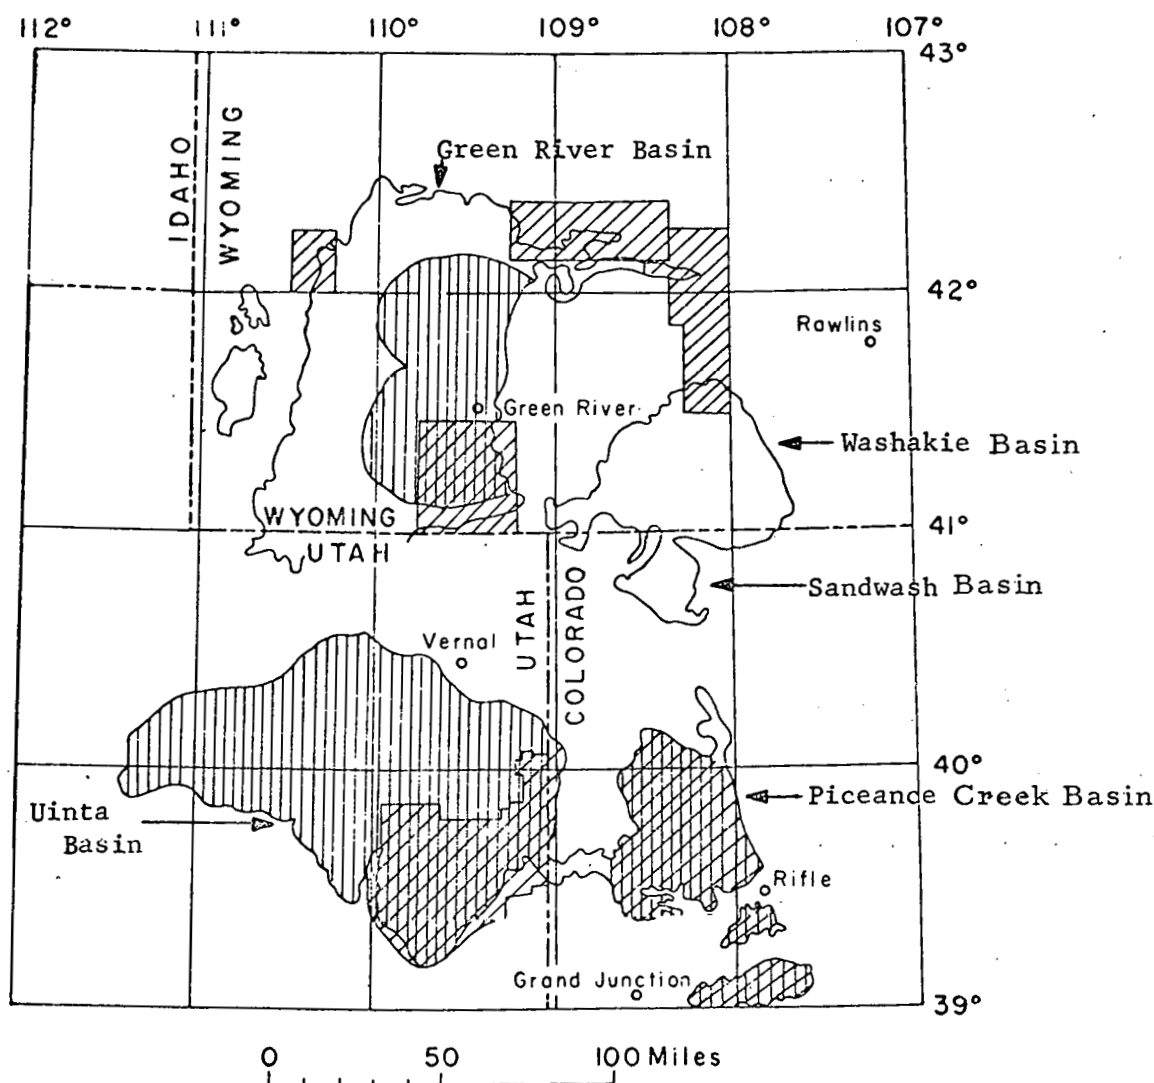 112° 111° 110° 109° 108° 107°
43°
IDAHO
WYOMING
Green River Basin
42°
Rawlins
Green River
Washakie Basin
WYOMING
41°
UTAH
Sandwash Basin
UTAH
COLORADO
Vernal
40°
Piceance Creek Basin
Uinta
Basin
Rifle
Grand Junction
39°
0 50 100 Miles